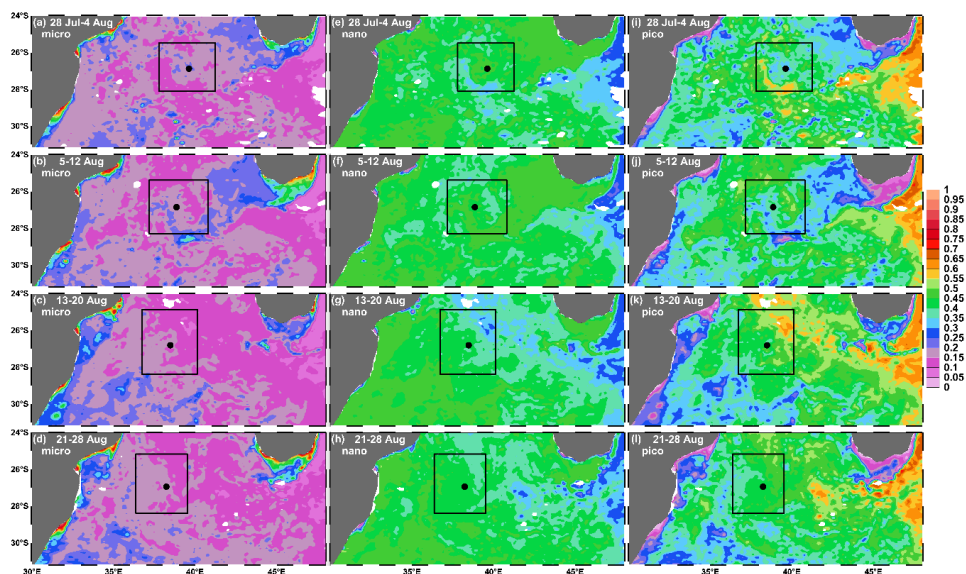 24°S
(a) 28 Jul-4 Aug
micro
(e) 28 Jul-4 Aug
nano
(i) 28 Jul-4 Aug
pico
26°S
28°S
30°S
24°S
(b) 5-12 Aug
micro
(f) 5-12 Aug
nano
(j) 5-12 Aug
pico
26°S
28°S
30°S
24°S
(c) 13-20 Aug
micro
(g) 13-20 Aug
nano
(k) 13-20 Aug
pico
26°S
28°S
30°S
24°S
(d) 21-28 Aug
micro
(h) 21-28 Aug
nano
(l) 21-28 Aug
pico
26°S
28°S
30°S
30°E 35°E 40°E 45°E 30°E 35°E 40°E 45°E 30°E 35°E 40°E 45°E
1
0.95
0.9
0.85
0.8
0.75
0.7
0.65
0.6
0.55
0.5
0.45
0.4
0.35
0.3
0.25
0.2
0.15
0.1
0.05
0